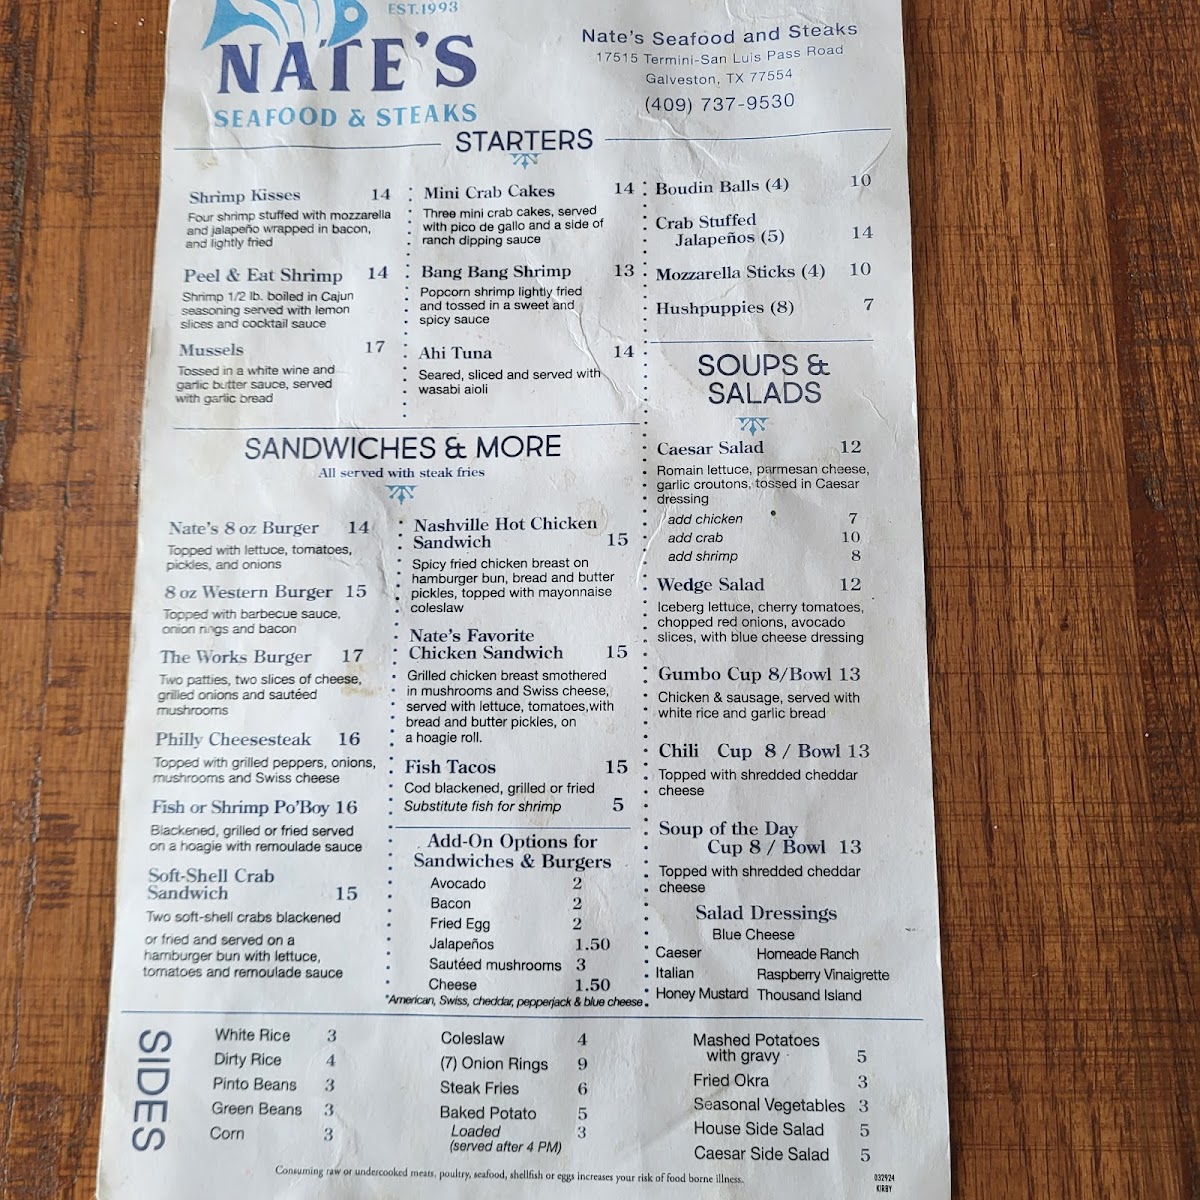 EST.1993
NATE'S
SEAFOOD & STEAKS
Nate's Seafood and Steaks
17515 Termini-San Luis Pass Road
Galveston, TX 77554
(409) 737-9530
STARTERS
Shrimp Kisses 14
Four shrimp stuffed with mozzarella
and jalapeño wrapped in bacon,
and lightly fried
Peel & Eat Shrimp 14
Shrimp 1/2 lb. boiled in Cajun
seasoning served with lemon
slices and cocktail sauce
Mussels 17
Tossed in a white wine and
garlic butter sauce, served
with garlic bread
Mini Crab Cakes 14
Three mini crab cakes, served
with pico de gallo and a side of
ranch dipping sauce
Bang Bang Shrimp 13
Popcorn shrimp lightly fried
and tossed in a sweet and
spicy sauce
Ahi Tuna 14
Seared, sliced and served with
wasabi aioli
Boudin Balls (4) 10
Crab Stuffed
Jalapeños (5) 14
Mozzarella Sticks (4) 10
Hushpuppies (8) 7
SANDWICHES & MORE
All served with steak fries
Nate's 8 oz Burger 14
Topped with lettuce, tomatoes,
pickles, and onions
8 oz Western Burger 15
Topped with barbecue sauce,
onion rings and bacon
The Works Burger 17
Two patties, two slices of cheese,
grilled onions and sautéed
mushrooms
Philly Cheesesteak 16
Topped with grilled peppers, onions,
mushrooms and Swiss cheese
Fish or Shrimp Po'Boy 16
Blackened, grilled or fried served
on a hoagie with remoulade sauce
Soft-Shell Crab
Sandwich 15
Two soft-shell crabs blackened
or fried and served on a
hamburger bun with lettuce,
tomatoes and remoulade sauce
Nashville Hot Chicken
Sandwich 15
Spicy fried chicken breast on
hamburger bun, bread and butter
pickles, topped with mayonnaise
coleslaw
Nate's Favorite
Chicken Sandwich 15
Grilled chicken breast smothered
in mushrooms and Swiss cheese,
served with lettuce, tomatoes,with
bread and butter pickles, on
a hoagie roll.
Fish Tacos 15
Cod blackened, grilled or fried
Substitute fish for shrimp 5
Add-On Options for
Sandwiches & Burgers
Avocado 2
Bacon 2
Fried Egg 2
Jalapeños 1.50
Sautéed mushrooms 3
Cheese 1.50
*American, Swiss, cheddar, pepperjack & blue cheese
SOUPS &
SALADS
Caesar Salad 12
Romain lettuce, parmesan cheese,
garlic croutons, tossed in Caesar
dressing
add chicken 7
add crab 10
add shrimp 8
Wedge Salad 12
Iceberg lettuce, cherry tomatoes,
chopped red onions, avocado
slices, with blue cheese dressing
Gumbo Cup 8/Bowl 13
Chicken & sausage, served with
white rice and garlic bread
Chili Cup 8 / Bowl 13
Topped with shredded cheddar
cheese
Soup of the Day
Cup 8 / Bowl 13
Topped with shredded cheddar
cheese
Salad Dressings
Blue Cheese
Caeser Homeade Ranch
Italian Raspberry Vinaigrette
Honey Mustard Thousand Island
SIDES
White Rice 3
Dirty Rice 4
Pinto Beans 3
Green Beans 3
Corn 3
Coleslaw 4
(7) Onion Rings 9
Steak Fries 6
Baked Potato 5
Loaded 3
(served after 4 PM)
Mashed Potatoes
with gravy 5
Fried Okra 3
Seasonal Vegetables 3
House Side Salad 5
Caesar Side Salad 5
Consuming raw or undercooked meats, poultry, seafood, shellfish or eggs increases your risk of food borne illness.
032924
KIRBY